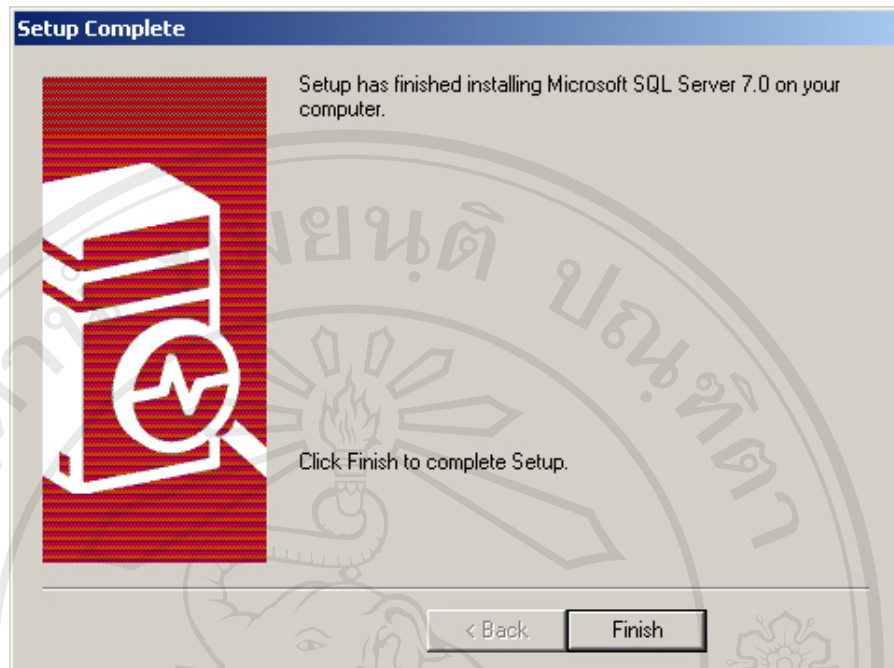 Setup Complete
Setup has finished installing Microsoft SQL Server 7.0 on your
computer.
Click Finish to complete Setup.
< Back
Finish